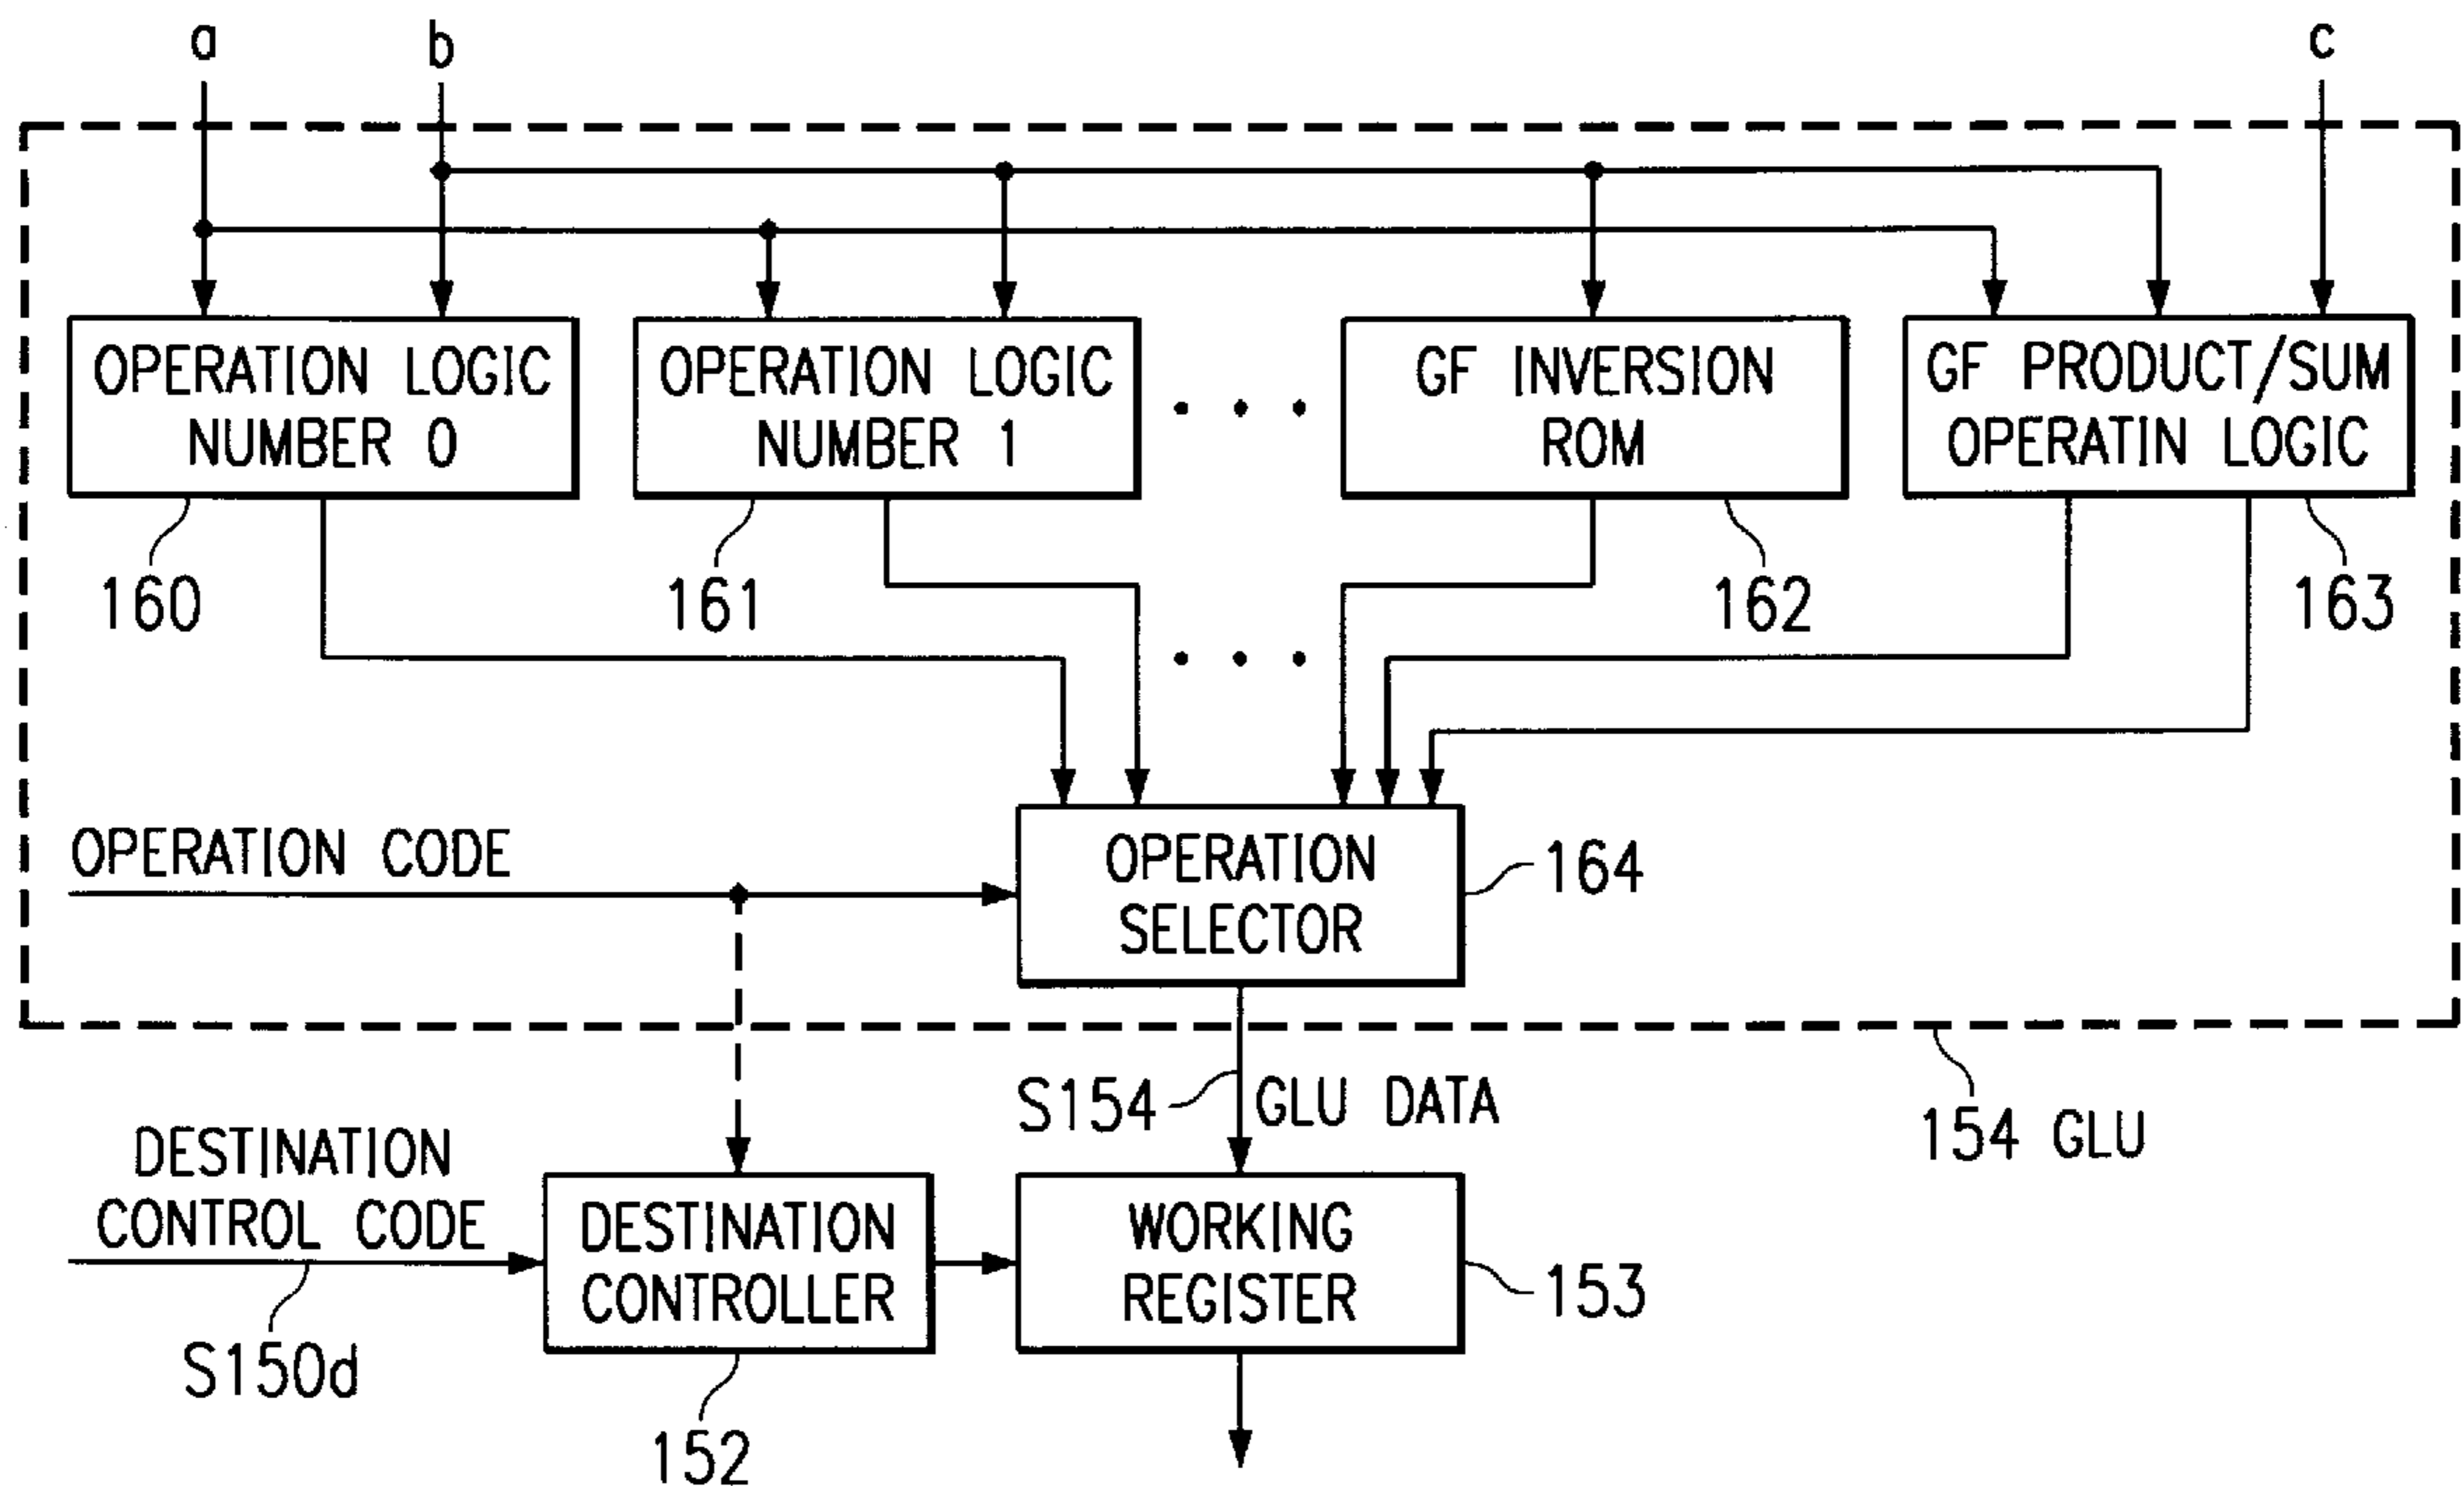 a
b
c
OPERATION LOGIC
NUMBER 0
OPERATION LOGIC
NUMBER 1
GF INVERSION
ROM
GF PRODUCT/SUM
OPERATIN LOGIC
160
161
162
163
OPERATION CODE
OPERATION
SELECTOR
164
S154
GLU DATA
154 GLU
DESTINATION
CONTROL CODE
S150d
DESTINATION
CONTROLLER
152
WORKING
REGISTER
153